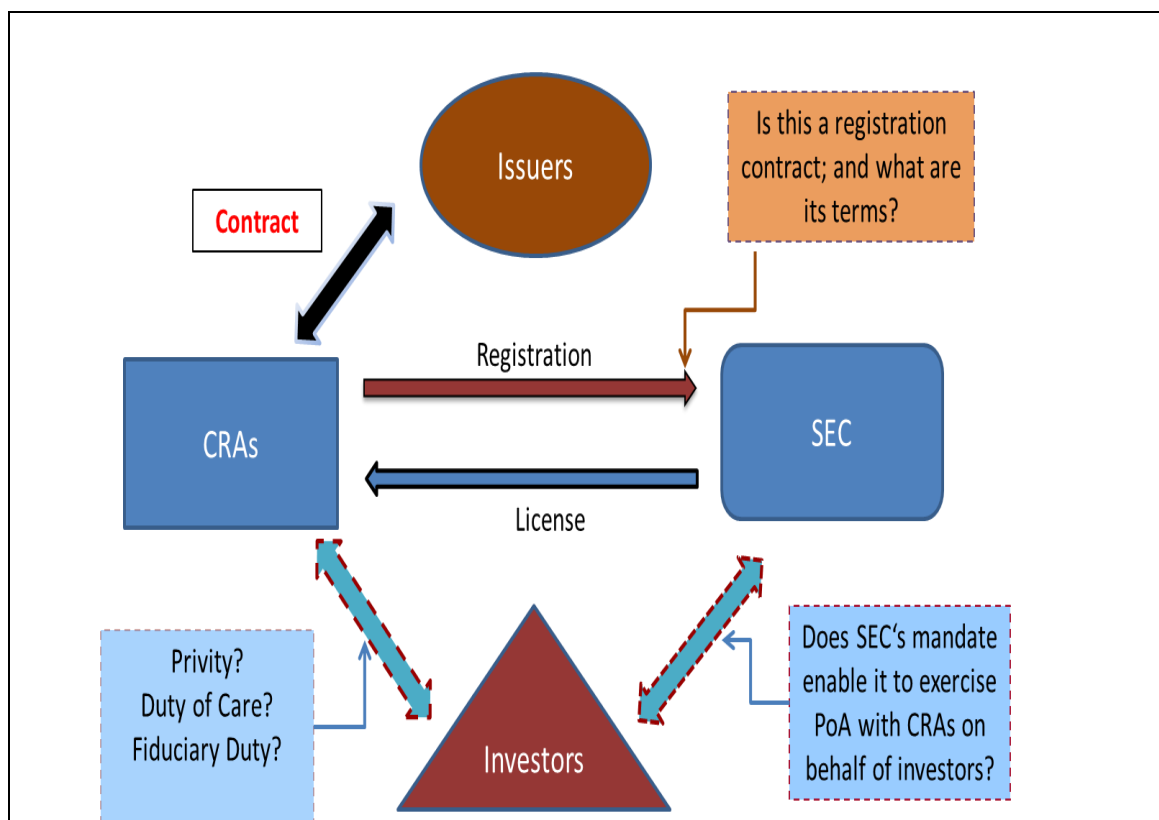 Issuers
Is this a registration
contract; and what are
its terms?
Contract
Registration
CRAs
SEC
License
Privity?
Duty of Care?
Fiduciary Duty?
Investors
Does SEC‘s mandate
enable it to exercise
PoA with CRAs on
behalf of investors?